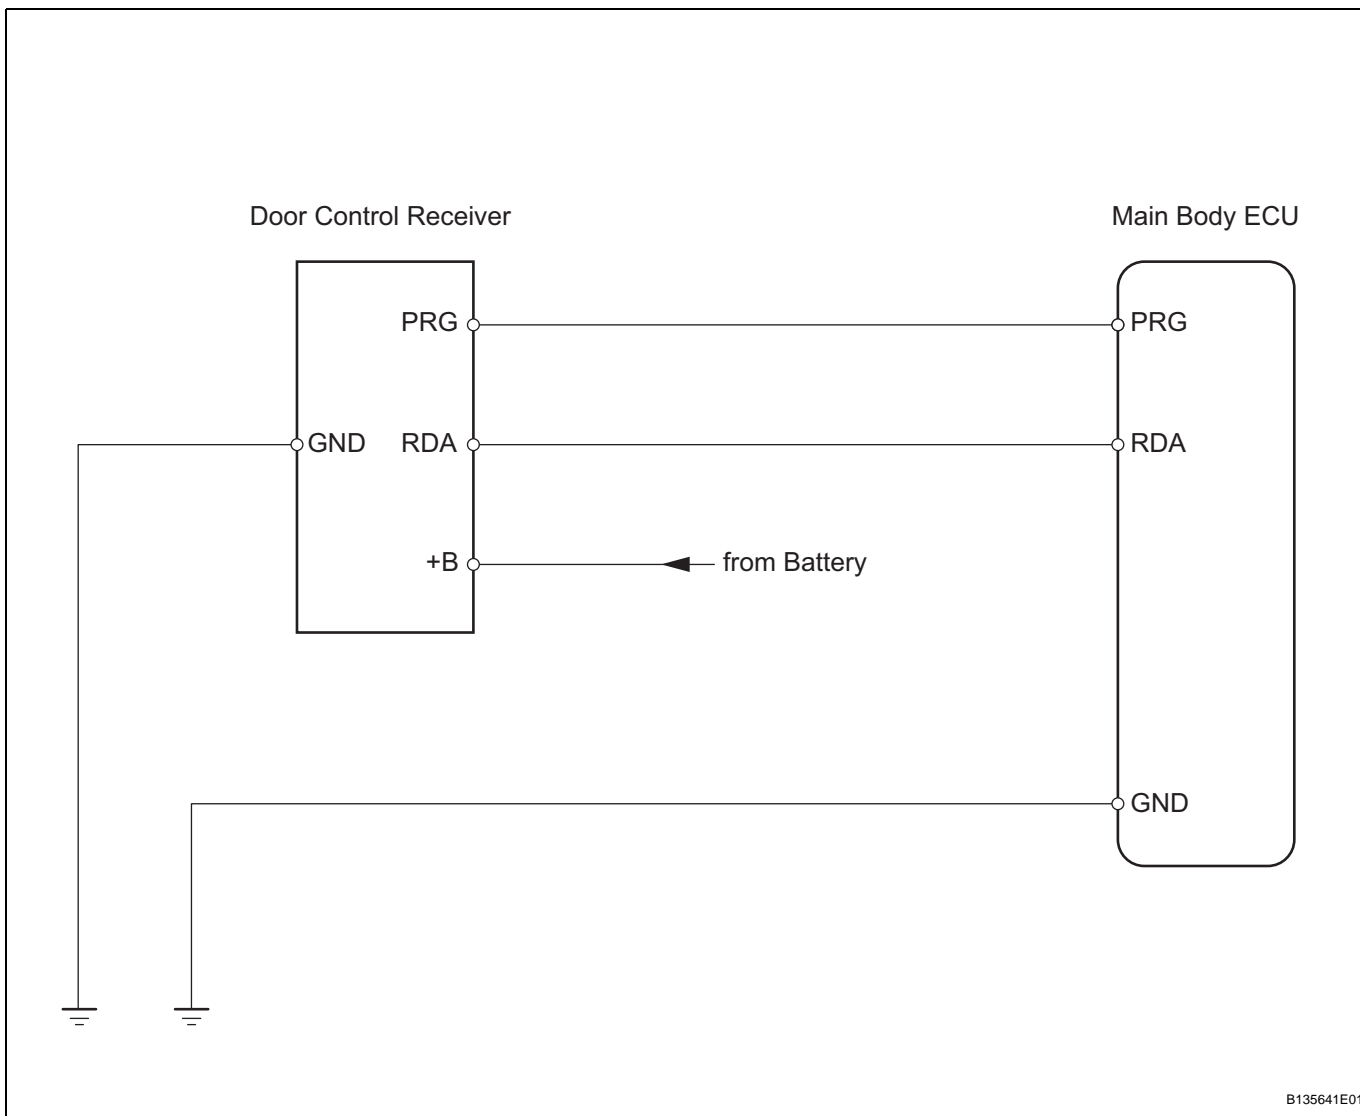 Door Control Receiver Main Body ECU
PRG PRG
GND RDA RDA
+B from Battery
GND
B135641E01